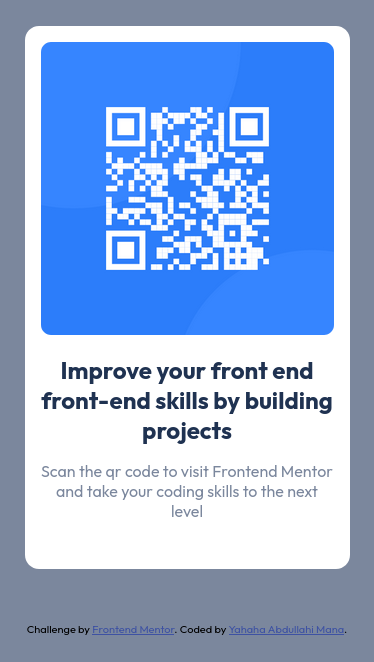 Improve your front end
front-end skills by building
projects
Scan the qr code to visit Frontend Mentor
and take your coding skills to the next
level
Challenge by Frontend Mentor. Coded by Yahaha Abdullahi Mana.